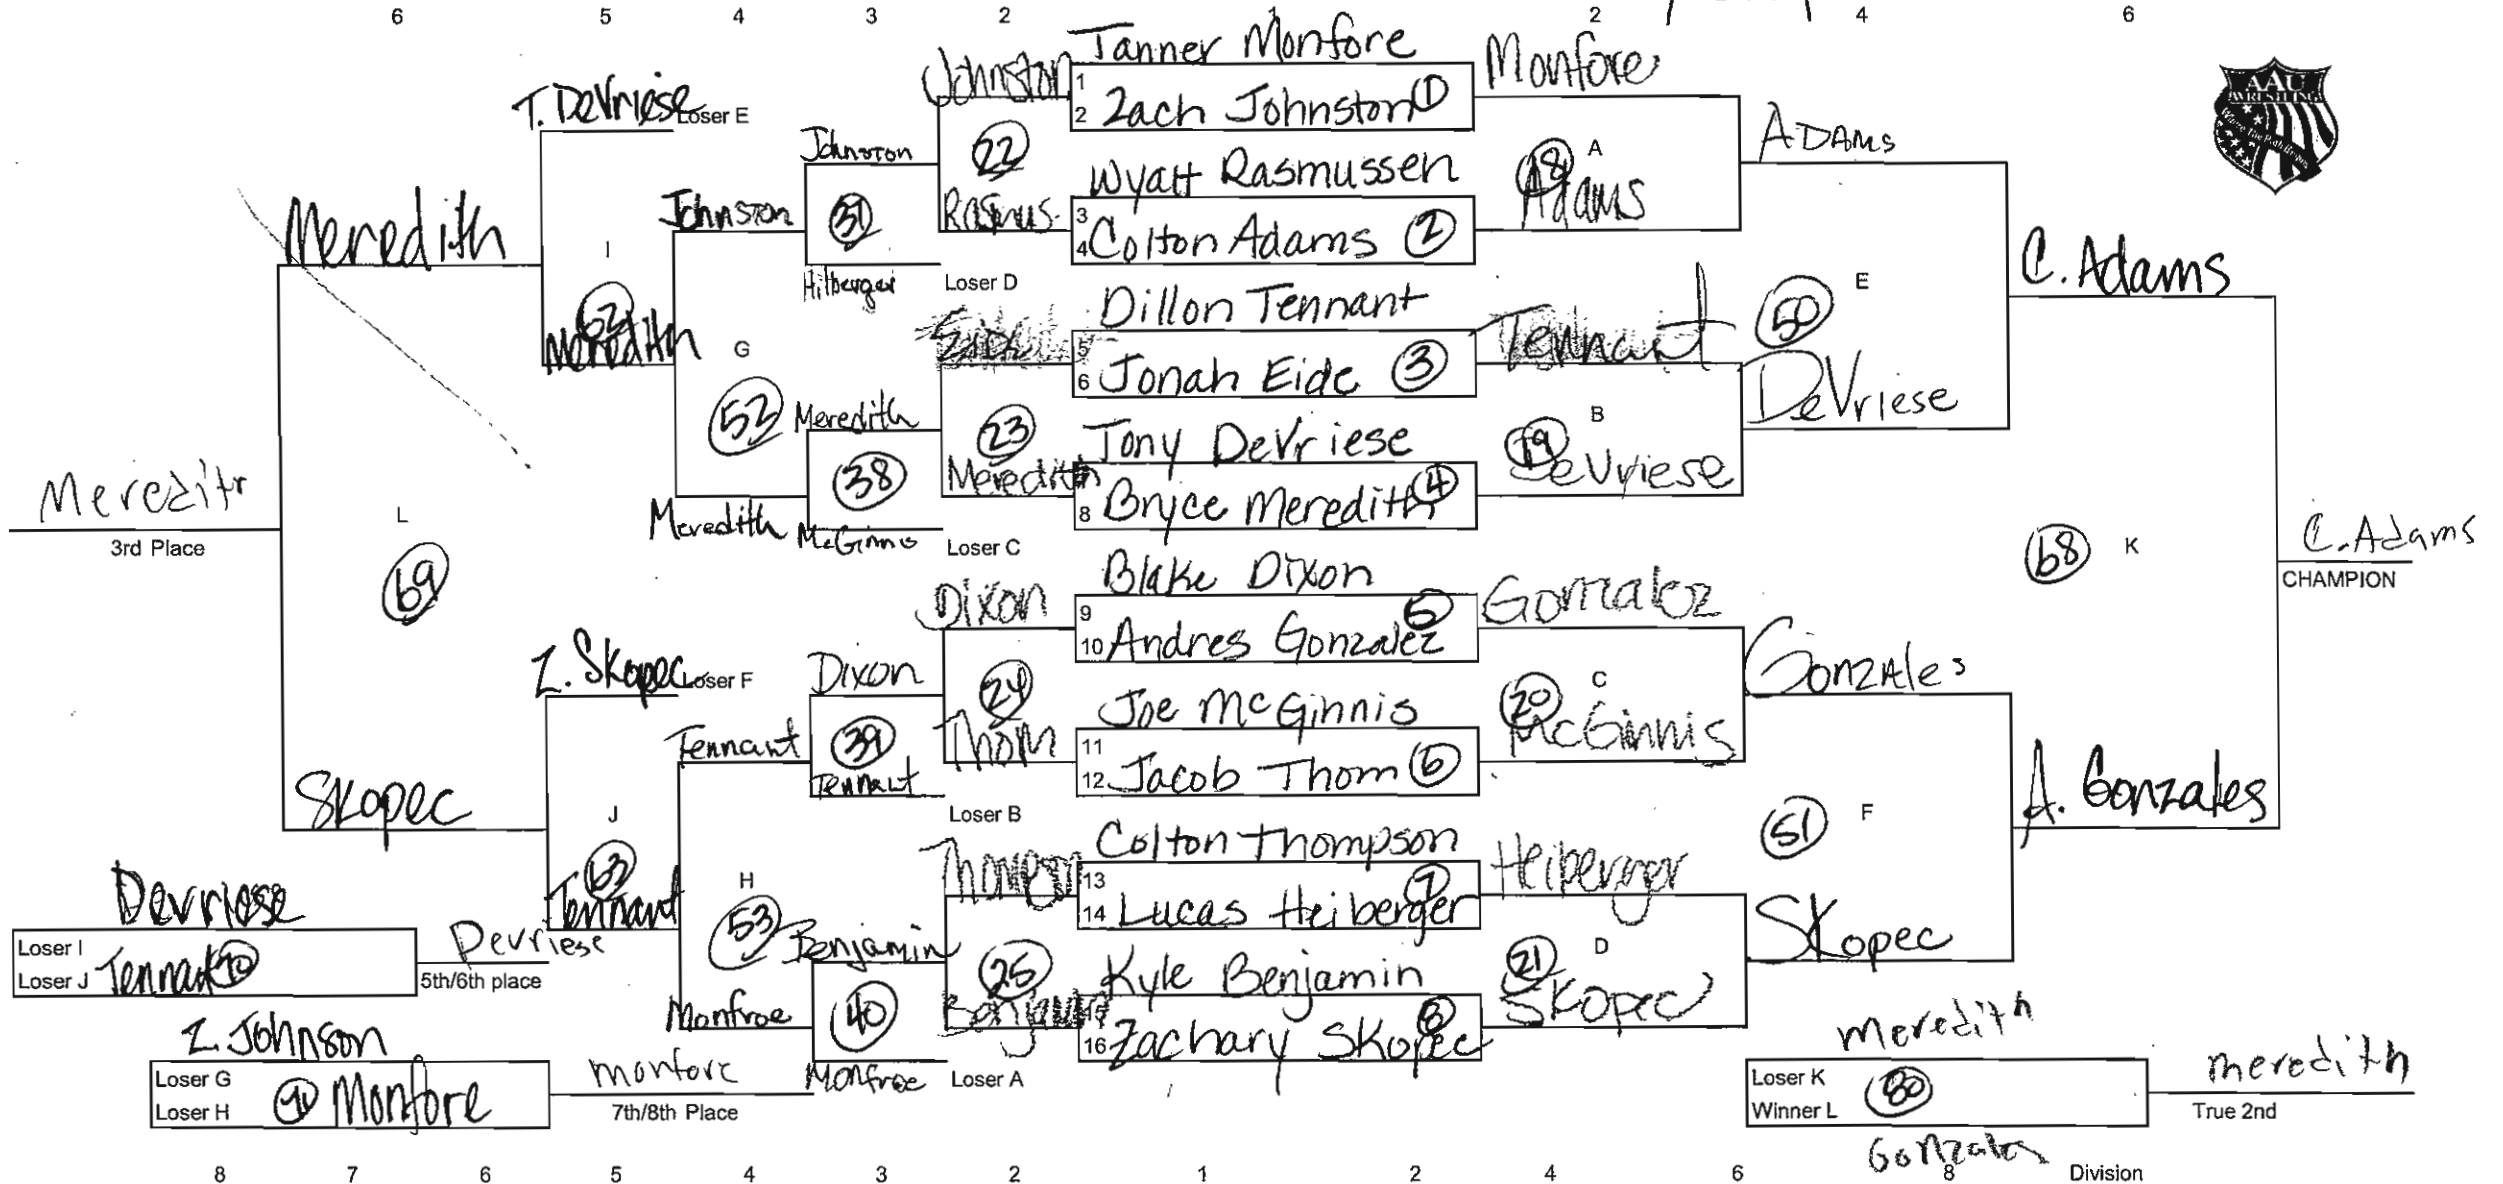 6 5 4 3 2 1 2 4 6
AAU
WRESTLING
Tanner Monfore
1
2 Zach Johnston 1
Wyatt Rasmussen
3
4 Colton Adams 2
Dillon Tennant
5
6 Jonah Eide 3
Tony DeVriese
8 Bryce Meredith 4
Blake Dixon
9
10 Andres Gonzalez 5
Joe McGinnis
11
12 Jacob Thom 6
Colton Thompson
13
14 Lucas Heiberger 7
Kyle Benjamin
16 Zachary Skopec 8
Monfore
18 A
Adams
Tennant
19 B
DeVriese
Gonzalez
20 C
McGinnis
Heiberger
21 D
Skopec
ADAMS
50 E
DeVriese
Gonzales
51 F
Skopec
C. Adams
68 K
A. Gonzales
C. Adams
CHAMPION
Johnston
22
Rasmus.
Eide
23
Meredith
Dixon
24
Thom
Thompson
25
Benjamin
Johnston
31
Hilberger Loser D
Meredith
38
McGinnis Loser C
Dixon
39
Tennant
Loser B
Benjamin
40
Monfroe Loser A
Johnston
G
52
Meredith
Tennant
H
53
Monfroe
T. DeVriese Loser E
I
62
Meredith
Z. Skopec Loser F
J
63
Tennant
Meredith
L
69
Skopec
Meredith
3rd Place
Devriese
Loser I
Loser J Tennant 70
Devriese
5th/6th place
Z. Johnson
Loser G
Loser H 71 Monfore
monfore
7th/8th Place
meredith
Loser K
Winner L 80
Gonzales
meredith
True 2nd
8 7 6 5 4 3 2 1 2 4 6 8 Division